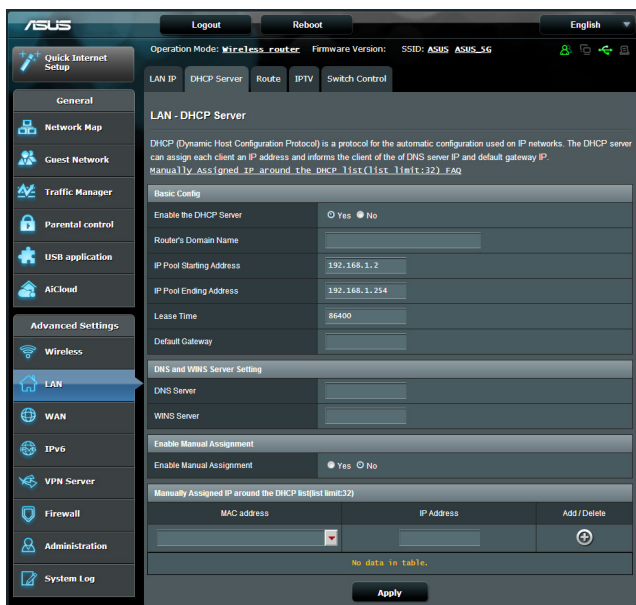 ASUS
Logout
Reboot
English
Quick Internet Setup
Operation Mode: Wireless router Firmware Version: SSID: ASUS ASUS_5G
LAN IP
DHCP Server
Route
IPTV
Switch Control
General
Network Map
Guest Network
Traffic Manager
Parental control
USB application
AiCloud
Advanced Settings
Wireless
LAN
WAN
IPv6
VPN Server
Firewall
Administration
System Log
LAN - DHCP Server
DHCP (Dynamic Host Configuration Protocol) is a protocol for the automatic configuration used on IP networks. The DHCP server
can assign each client an IP address and informs the client of the of DNS server IP and default gateway IP.
Manually Assigned IP around the DHCP list(list limit:32) FAQ
Basic Config
Enable the DHCP Server Yes No
Router's Domain Name
IP Pool Starting Address 192.168.1.2
IP Pool Ending Address 192.168.1.254
Lease Time 86400
Default Gateway
DNS and WINS Server Setting
DNS Server
WINS Server
Enable Manual Assignment
Enable Manual Assignment Yes No
Manually Assigned IP around the DHCP list(list limit:32)
MAC address IP Address Add / Delete
No data in table.
Apply